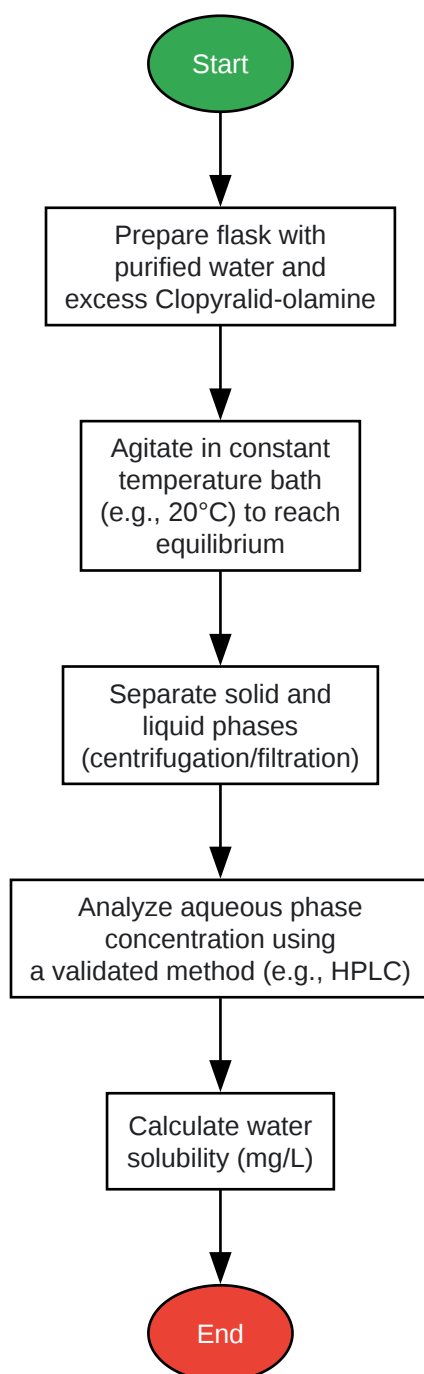 Start
Prepare flask with
purified water and
excess Clopyralid-olamine
Agitate in constant
temperature bath
(e.g., 20°C) to reach
equilibrium
Separate solid and
liquid phases
(centrifugation/filtration)
Analyze aqueous phase
concentration using
a validated method (e.g., HPLC)
Calculate water
solubility (mg/L)
End